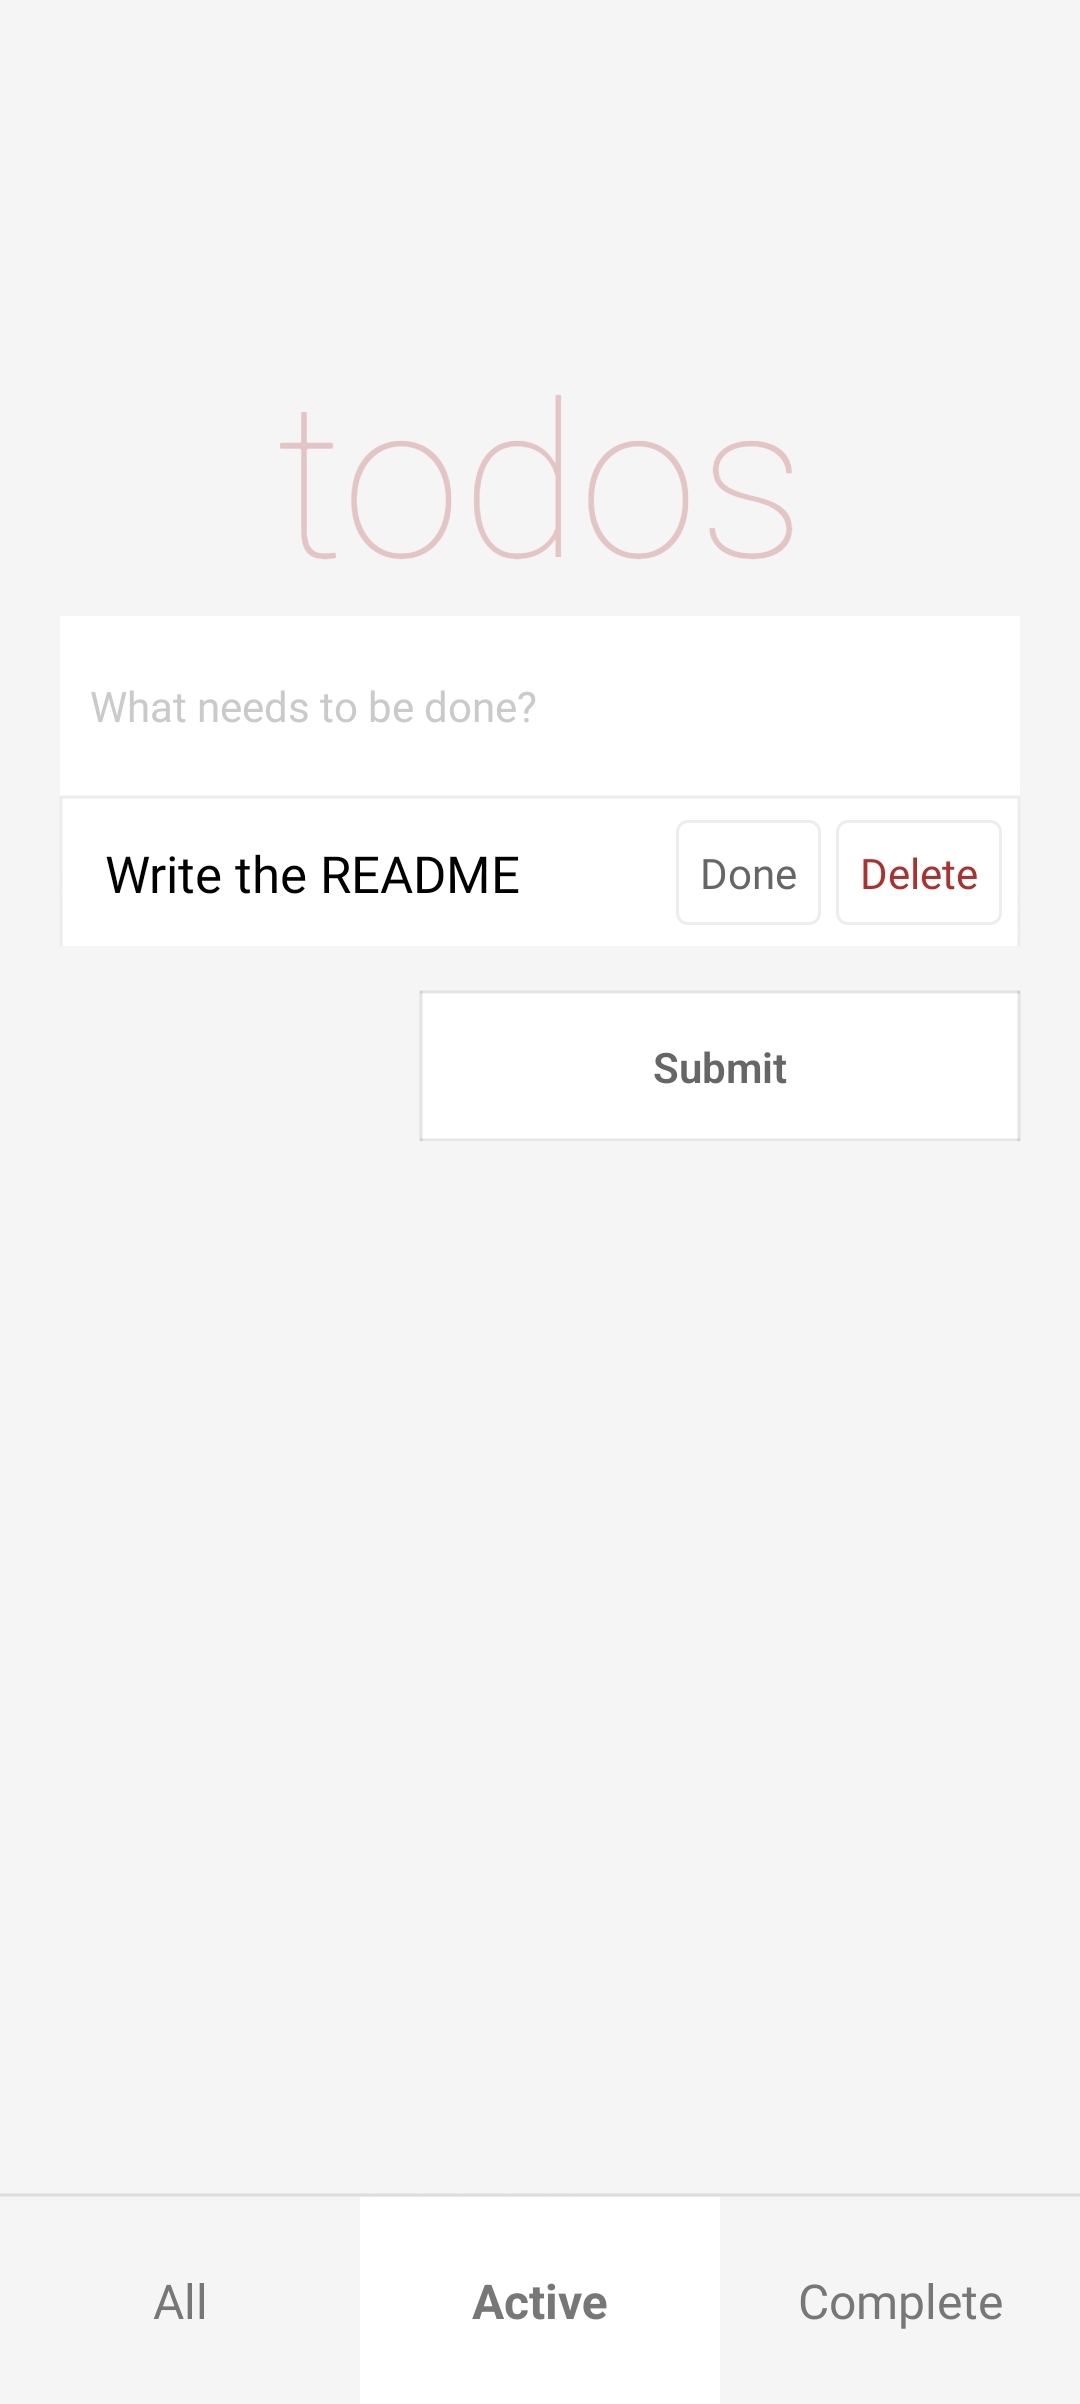 todos
What needs to be done?
Write the README Done Delete
Submit
All Active Complete